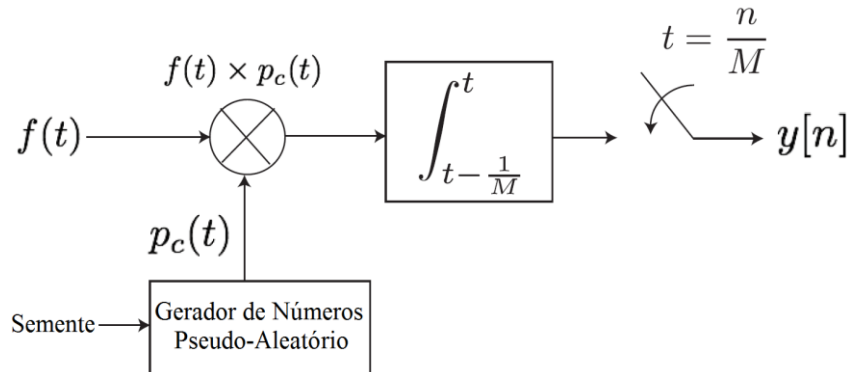 t = n/M
f(t) × p_c(t)
f(t)
∫_{t-1/M}^{t}
y[n]
p_c(t)
Semente
Gerador de Números
Pseudo-Aleatório